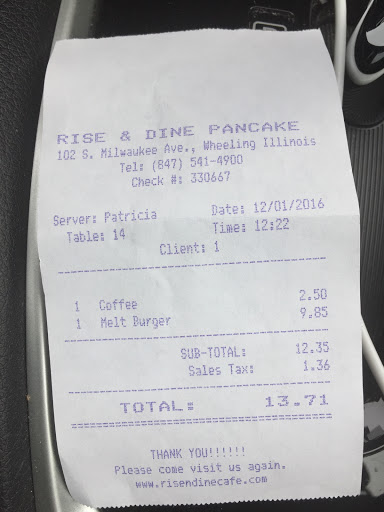 RISE & DINE PANCAKE
102 S. Milwaukee Ave., Wheeling Illinois
Tel: (847) 541-4900
Check #: 330667
Server: Patricia Date: 12/01/2016
Table: 14 Time: 12:22
Client: 1
1 Coffee 2.50
1 Melt Burger 9.85
SUB-TOTAL: 12.35
Sales Tax: 1.36
TOTAL: 13.71
THANK YOU!!!!!!
Please come visit us again.
www.risendinecafe.com